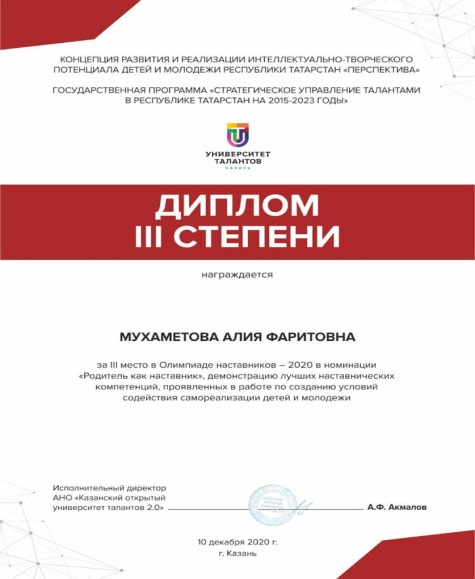 КОНЦЕПЦИЯ РАЗВИТИЯ И РЕАЛИЗАЦИИ ИНТЕЛЛЕКТУАЛЬНО-ТВОРЧЕСКОГО
ПОТЕНЦИАЛА ДЕТЕЙ И МОЛОДЕЖИ РЕСПУБЛИКИ ТАТАРСТАН «ПЕРСПЕКТИВА»
ГОСУДАРСТВЕННАЯ ПРОГРАММА «СТРАТЕГИЧЕСКОЕ УПРАВЛЕНИЕ ТАЛАНТАМИ
В РЕСПУБЛИКЕ ТАТАРСТАН НА 2015-2023 ГОДЫ»
УНИВЕРСИТЕТ
ТАЛАНТОВ
КАЗАНЬ
ДИПЛОМ
III СТЕПЕНИ
награждается
МУХАМЕТОВА АЛИЯ ФАРИТОВНА
за III место в Олимпиаде наставников – 2020 в номинации
«Родитель как наставник», демонстрацию лучших наставнических
компетенций, проявленных в работе по созданию условий
содействия самореализации детей и молодежи
Исполнительный директор
АНО «Казанский открытый
университет талантов 2.0»
А.Ф. Акмалов
10 декабря 2020 г.
г. Казань